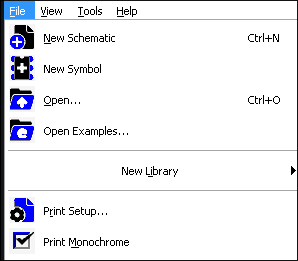 File View Tools Help
New Schematic Ctrl+N
New Symbol
Open... Ctrl+O
Open Examples...
New Library
Print Setup...
Print Monochrome